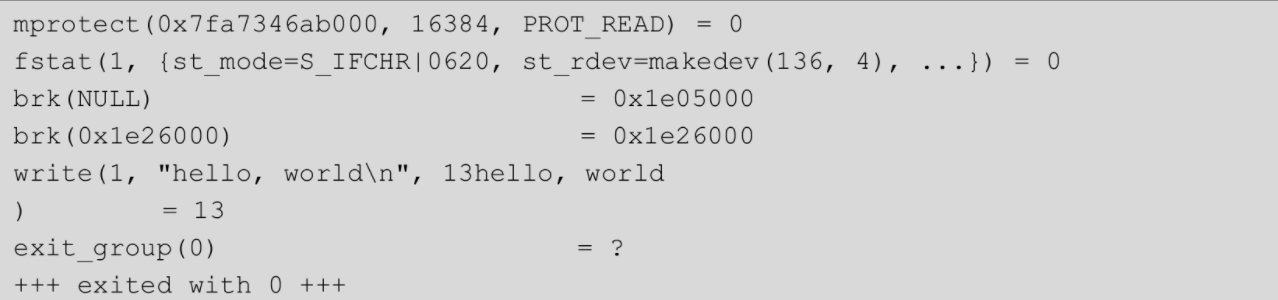 mprotect(0x7fa7346ab000, 16384, PROT_READ) = 0
fstat(1, {st_mode=S_IFCHR|0620, st_rdev=makedev(136, 4), ...}) = 0
brk(NULL)                           = 0x1e05000
brk(0x1e26000)                      = 0x1e26000
write(1, "hello, world\n", 13hello, world
)         = 13
exit_group(0)                       = ?
+++ exited with 0 +++